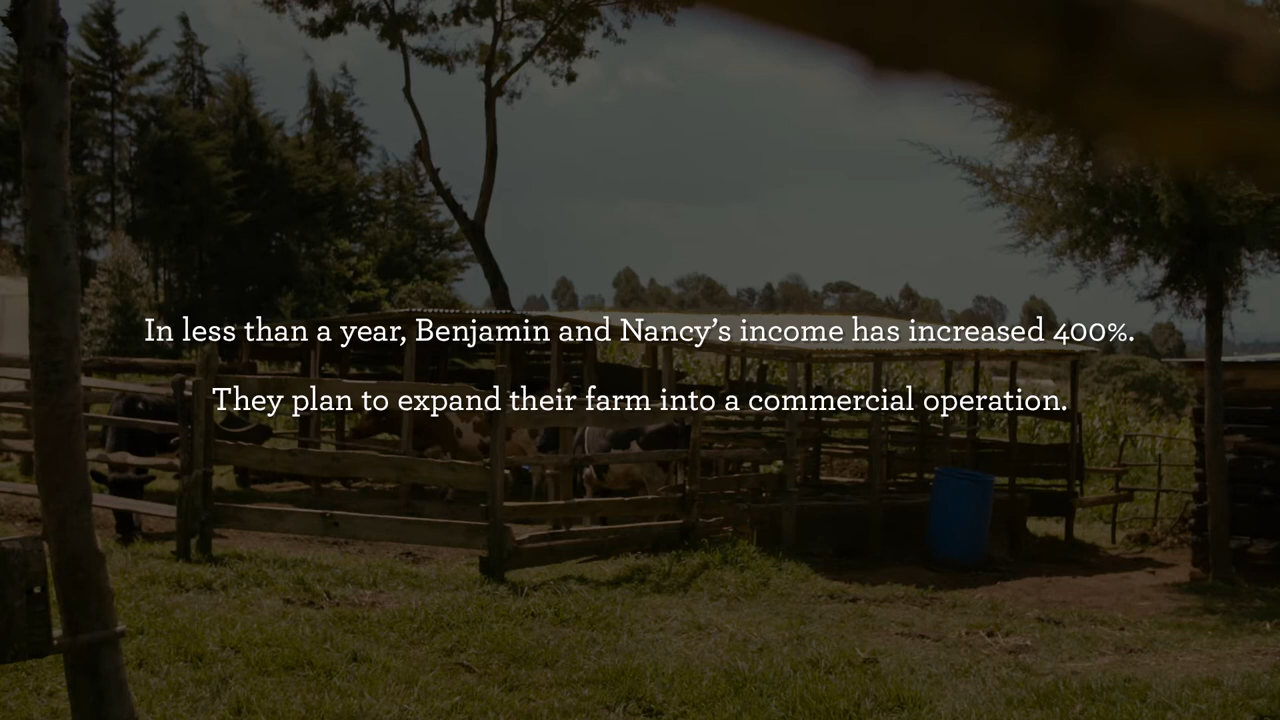 In less than a year, Benjamin and Nancy’s income has increased 400%.
They plan to expand their farm into a commercial operation.